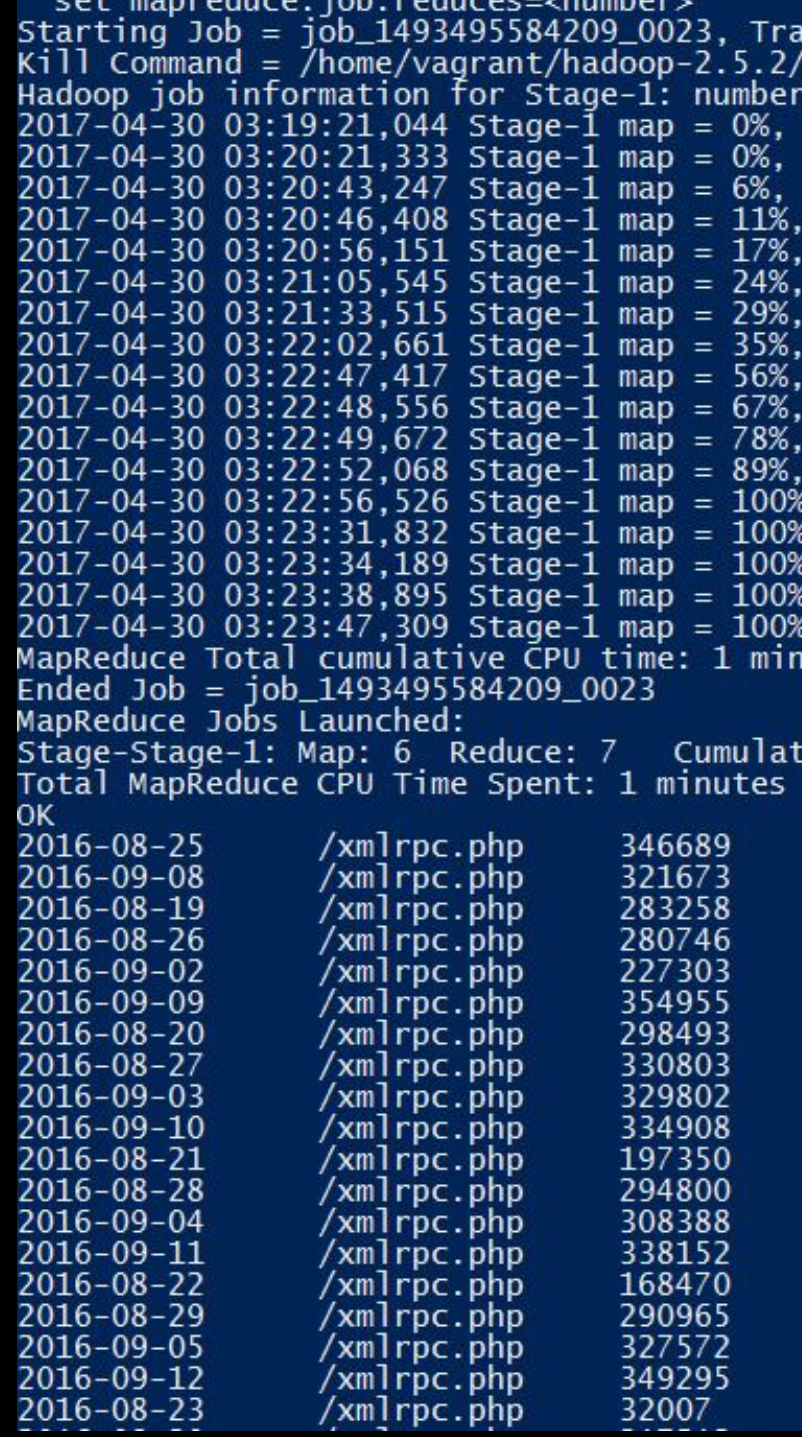 set mapreduce.job.reduces=<number>
Starting Job = job_1493495584209_0023, Tra
Kill Command = /home/vagrant/hadoop-2.5.2/
Hadoop job information for Stage-1: number
2017-04-30 03:19:21,044 Stage-1 map = 0%,
2017-04-30 03:20:21,333 Stage-1 map = 0%,
2017-04-30 03:20:43,247 Stage-1 map = 6%,
2017-04-30 03:20:46,408 Stage-1 map = 11%,
2017-04-30 03:20:56,151 Stage-1 map = 17%,
2017-04-30 03:21:05,545 Stage-1 map = 24%,
2017-04-30 03:21:33,515 Stage-1 map = 29%,
2017-04-30 03:22:02,661 Stage-1 map = 35%,
2017-04-30 03:22:47,417 Stage-1 map = 56%,
2017-04-30 03:22:48,556 Stage-1 map = 67%,
2017-04-30 03:22:49,672 Stage-1 map = 78%,
2017-04-30 03:22:52,068 Stage-1 map = 89%,
2017-04-30 03:22:56,526 Stage-1 map = 100%
2017-04-30 03:23:31,832 Stage-1 map = 100%
2017-04-30 03:23:34,189 Stage-1 map = 100%
2017-04-30 03:23:38,895 Stage-1 map = 100%
2017-04-30 03:23:47,309 Stage-1 map = 100%
MapReduce Total cumulative CPU time: 1 min
Ended Job = job_1493495584209_0023
MapReduce Jobs Launched:
Stage-Stage-1: Map: 6  Reduce: 7   Cumulat
Total MapReduce CPU Time Spent: 1 minutes
OK
2016-08-25 /xmlrpc.php 346689
2016-09-08 /xmlrpc.php 321673
2016-08-19 /xmlrpc.php 283258
2016-08-26 /xmlrpc.php 280746
2016-09-02 /xmlrpc.php 227303
2016-09-09 /xmlrpc.php 354955
2016-08-20 /xmlrpc.php 298493
2016-08-27 /xmlrpc.php 330803
2016-09-03 /xmlrpc.php 329802
2016-09-10 /xmlrpc.php 334908
2016-08-21 /xmlrpc.php 197350
2016-08-28 /xmlrpc.php 294800
2016-09-04 /xmlrpc.php 308388
2016-09-11 /xmlrpc.php 338152
2016-08-22 /xmlrpc.php 168470
2016-08-29 /xmlrpc.php 290965
2016-09-05 /xmlrpc.php 327572
2016-09-12 /xmlrpc.php 349295
2016-08-23 /xmlrpc.php 32007